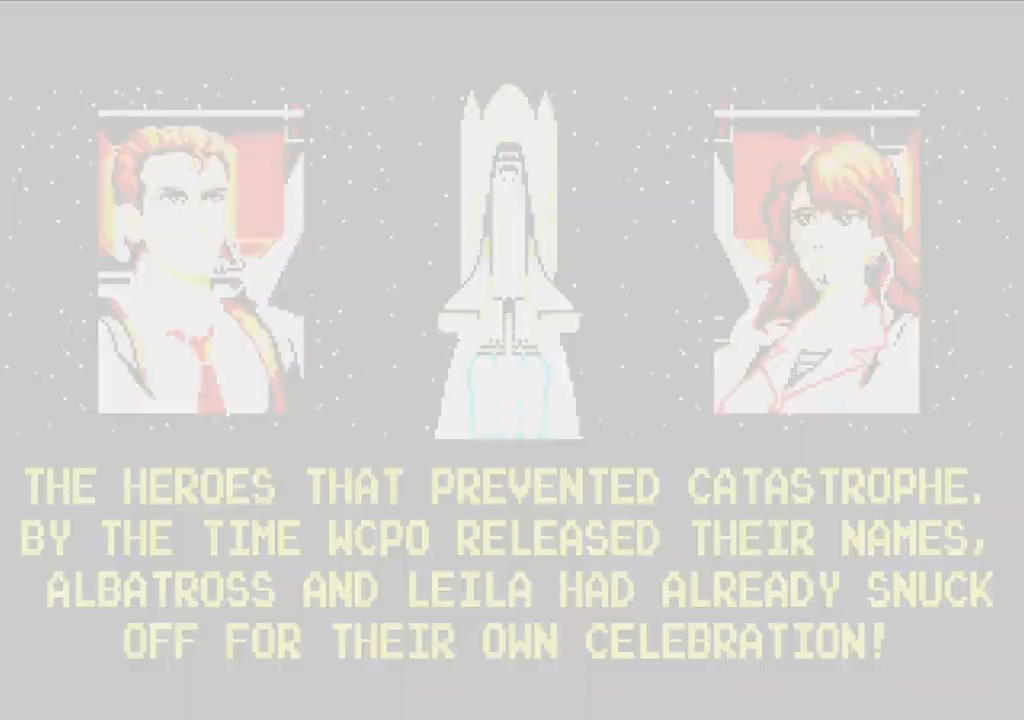 THE HEROES THAT PREVENTED CATASTROPHE.
BY THE TIME WCPO RELEASED THEIR NAMES,
ALBATROSS AND LEILA HAD ALREADY SNUCK
OFF FOR THEIR OWN CELEBRATION!